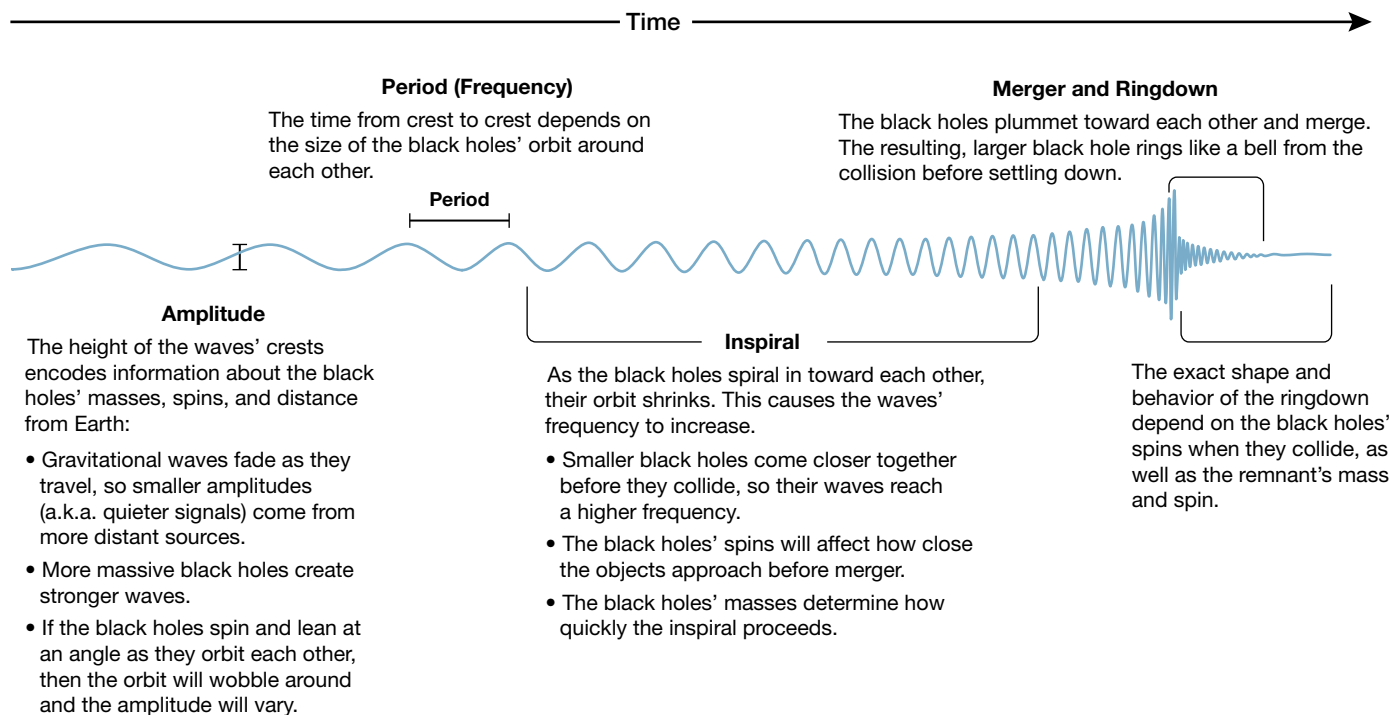 Time
Period (Frequency)
The time from crest to crest depends on
the size of the black holes’ orbit around
each other.
Period
Merger and Ringdown
The black holes plummet toward each other and merge.
The resulting, larger black hole rings like a bell from the
collision before settling down.
Amplitude
The height of the waves’ crests
encodes information about the black
holes’ masses, spins, and distance
from Earth:
• Gravitational waves fade as they
travel, so smaller amplitudes
(a.k.a. quieter signals) come from
more distant sources.
• More massive black holes create
stronger waves.
• If the black holes spin and lean at
an angle as they orbit each other,
then the orbit will wobble around
and the amplitude will vary.
Inspiral
As the black holes spiral in toward each other,
their orbit shrinks. This causes the waves’
frequency to increase.
• Smaller black holes come closer together
before they collide, so their waves reach
a higher frequency.
• The black holes’ spins will affect how close
the objects approach before merger.
• The black holes’ masses determine how
quickly the inspiral proceeds.
The exact shape and
behavior of the ringdown
depend on the black holes’
spins when they collide, as
well as the remnant’s mass
and spin.